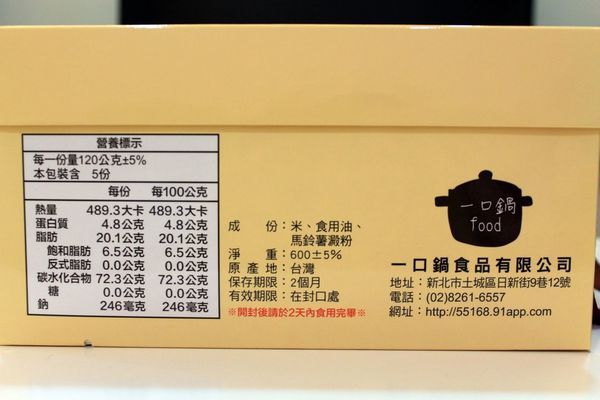 營養標示
每一份量120公克±5%
本包裝含 5份
每份 每100公克
熱量 489.3大卡 489.3大卡
蛋白質 4.8公克 4.8公克
脂肪 20.1公克 20.1公克
飽和脂肪 6.5公克 6.5公克
反式脂肪 0.0公克 0.0公克
碳水化合物 72.3公克 72.3公克
糖 0.0公克 0.0公克
鈉 246毫克 246毫克
成份：米、食用油、
馬鈴薯澱粉
淨重：600±5%
原產地：台灣
保存期限：2個月
有效期限：在封口處
※開封後請於2天內食用完畢※
一口鍋
food
一口鍋食品有限公司
地址：新北市土城區日新街9巷12號
電話：(02)8261-6557
網址：http://55168.91app.com